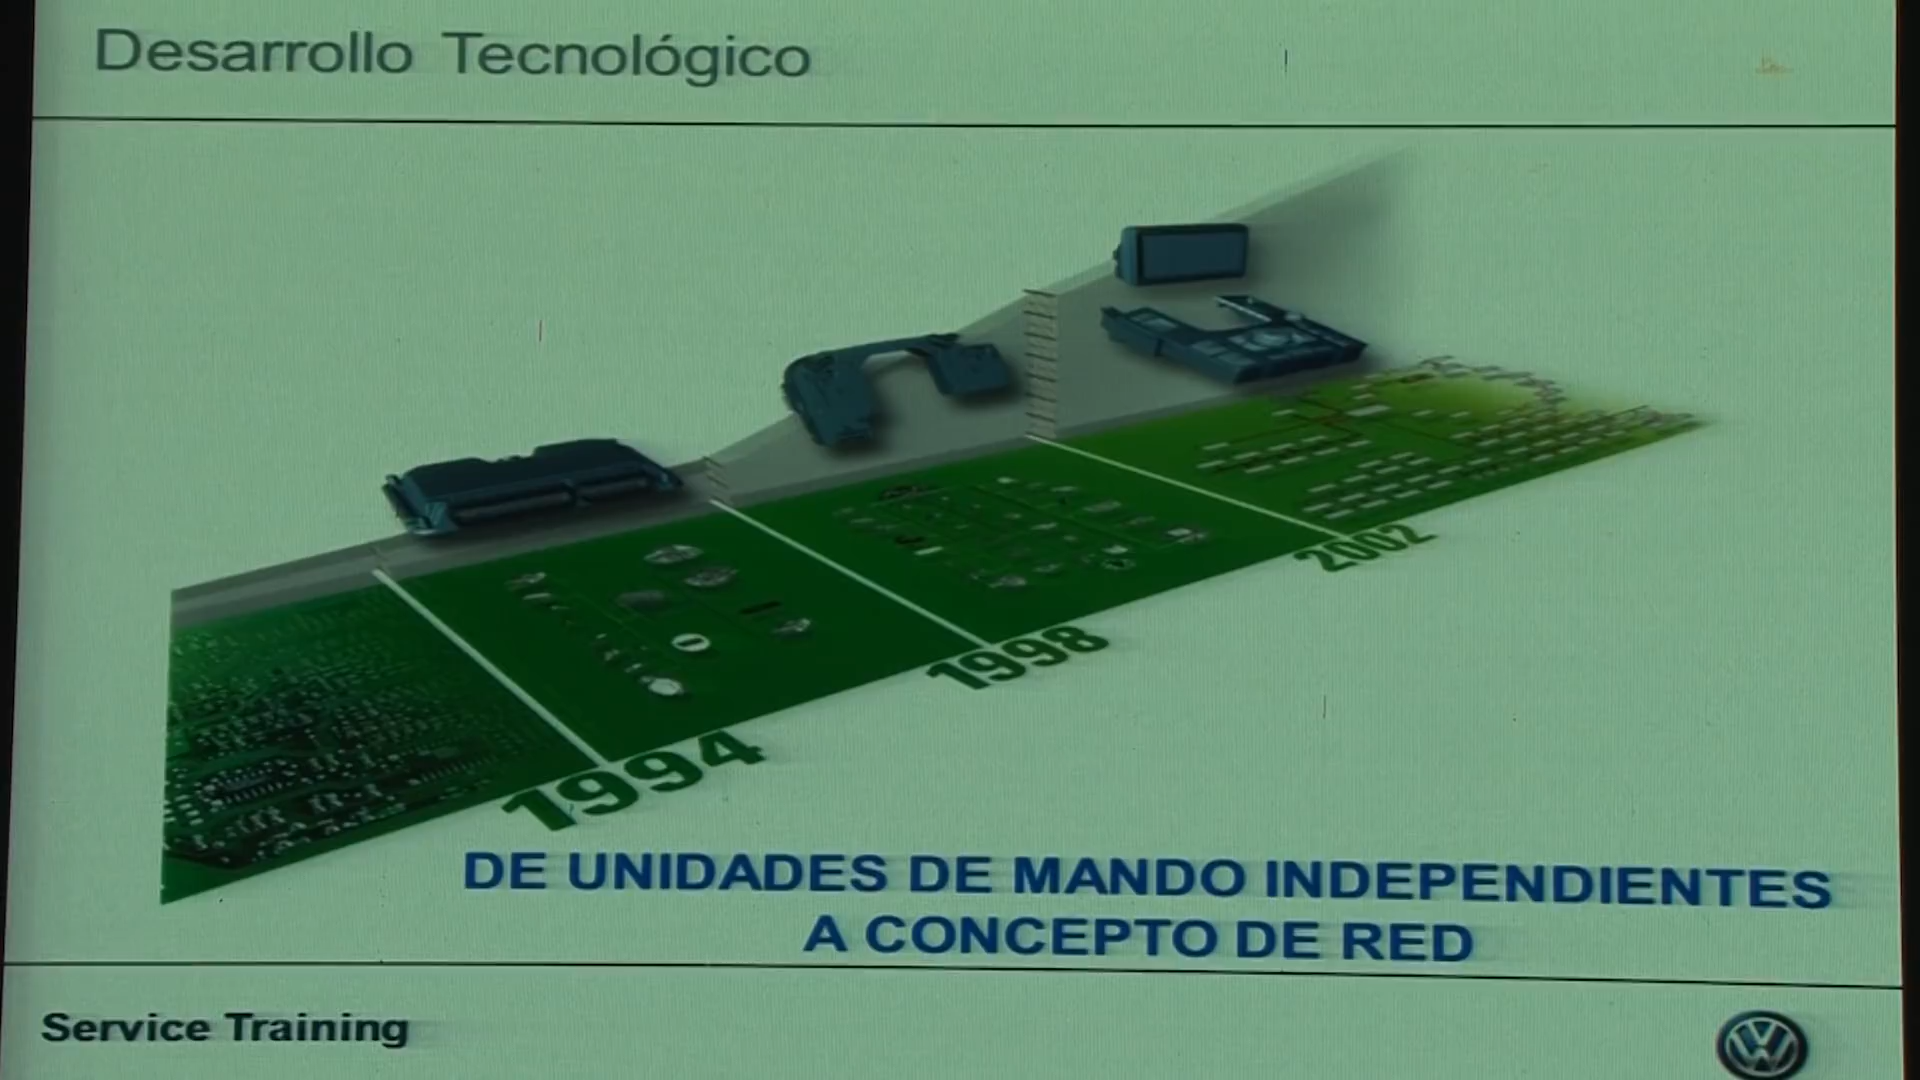 Desarrollo Tecnológico
2002
1998
1994
DE UNIDADES DE MANDO INDEPENDIENTES
A CONCEPTO DE RED
Service Training